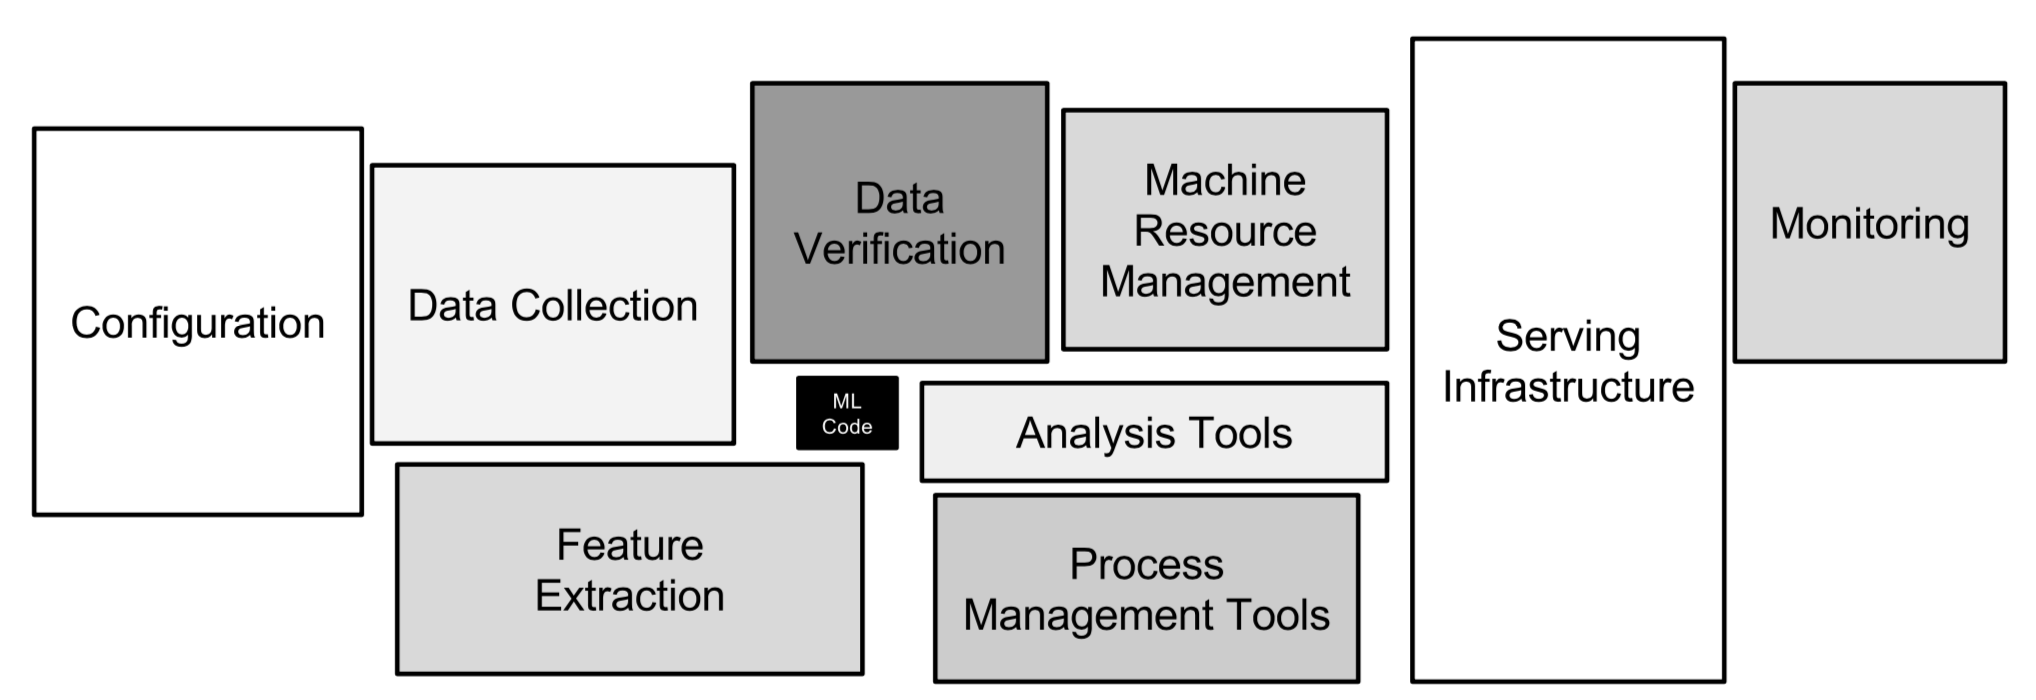 Configuration
Data Collection
Data
Verification
Machine
Resource
Management
Serving
Infrastructure
Monitoring
ML
Code
Analysis Tools
Feature
Extraction
Process
Management Tools